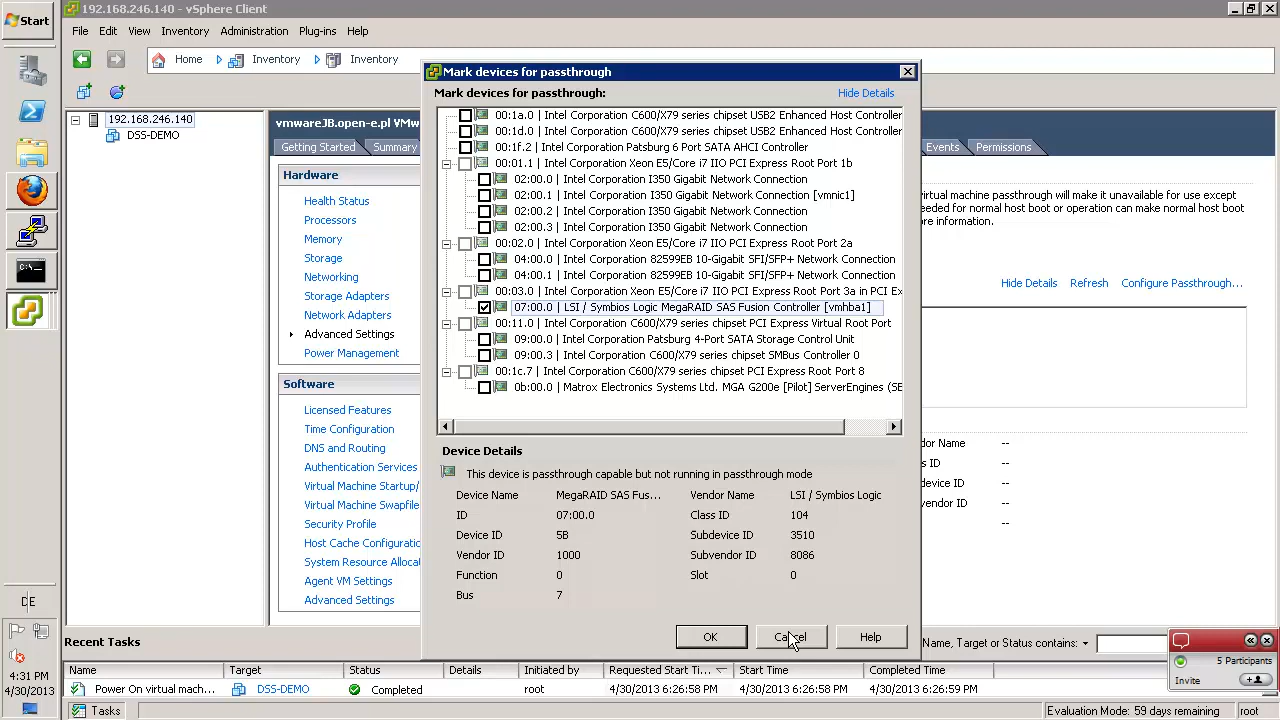 Start
192.168.246.140 - vSphere Client
File Edit View Inventory Administration Plug-ins Help
Home Inventory Inventory
192.168.246.140
DSS-DEMO
vmwareJB.open-e.pl VMw
Getting Started Summary Events Permissions
Hardware
Health Status
Processors
Memory
Storage
Networking
Storage Adapters
Network Adapters
Advanced Settings
Power Management
Software
Licensed Features
Time Configuration
DNS and Routing
Authentication Services
Virtual Machine Startup/
Virtual Machine Swapfile
Security Profile
Host Cache Configuratio
System Resource Allocat
Agent VM Settings
Advanced Settings
Mark devices for passthrough
Mark devices for passthrough: Hide Details
00:1a.0 | Intel Corporation C600/X79 series chipset USB2 Enhanced Host Controller
00:1d.0 | Intel Corporation C600/X79 series chipset USB2 Enhanced Host Controller
00:1f.2 | Intel Corporation Patsburg 6 Port SATA AHCI Controller
00:01.1 | Intel Corporation Xeon E5/Core i7 IIO PCI Express Root Port 1b
02:00.0 | Intel Corporation I350 Gigabit Network Connection
02:00.1 | Intel Corporation I350 Gigabit Network Connection [vmnic1]
02:00.2 | Intel Corporation I350 Gigabit Network Connection
02:00.3 | Intel Corporation I350 Gigabit Network Connection
00:02.0 | Intel Corporation Xeon E5/Core i7 IIO PCI Express Root Port 2a
04:00.0 | Intel Corporation 82599EB 10-Gigabit SFI/SFP+ Network Connection
04:00.1 | Intel Corporation 82599EB 10-Gigabit SFI/SFP+ Network Connection
00:03.0 | Intel Corporation Xeon E5/Core i7 IIO PCI Express Root Port 3a in PCI Ex
07:00.0 | LSI / Symbios Logic MegaRAID SAS Fusion Controller [vmhba1]
00:11.0 | Intel Corporation C600/X79 series chipset PCI Express Virtual Root Port
09:00.0 | Intel Corporation Patsburg 4-Port SATA Storage Control Unit
09:00.3 | Intel Corporation C600/X79 series chipset SMBus Controller 0
00:1c.7 | Intel Corporation C600/X79 series chipset PCI Express Root Port 8
0b:00.0 | Matrox Electronics Systems Ltd. MGA G200e [Pilot] ServerEngines (SE
Device Details
This device is passthrough capable but not running in passthrough mode
Device Name MegaRAID SAS Fus... Vendor Name LSI / Symbios Logic
ID 07:00.0 Class ID 104
Device ID 5B Subdevice ID 3510
Vendor ID 1000 Subvendor ID 8086
Function 0 Slot 0
Bus 7
OK Cancel Help
virtual machine passthrough will make it unavailable for use except
ded for normal host boot or operation can make normal host boot
re information.
Hide Details Refresh Configure Passthrough...
dor Name --
s ID --
device ID --
vendor ID --
--
DE
4:31 PM
4/30/2013
Recent Tasks Name, Target or Status contains:
Name Target Status Details Initiated by Requested Start Ti... Start Time Completed Time
Power On virtual mach... DSS-DEMO Completed root 4/30/2013 6:26:58 PM 4/30/2013 6:26:58 PM 4/30/2013 6:26:59 PM
5 Participants
Invite
Tasks Evaluation Mode: 59 days remaining root